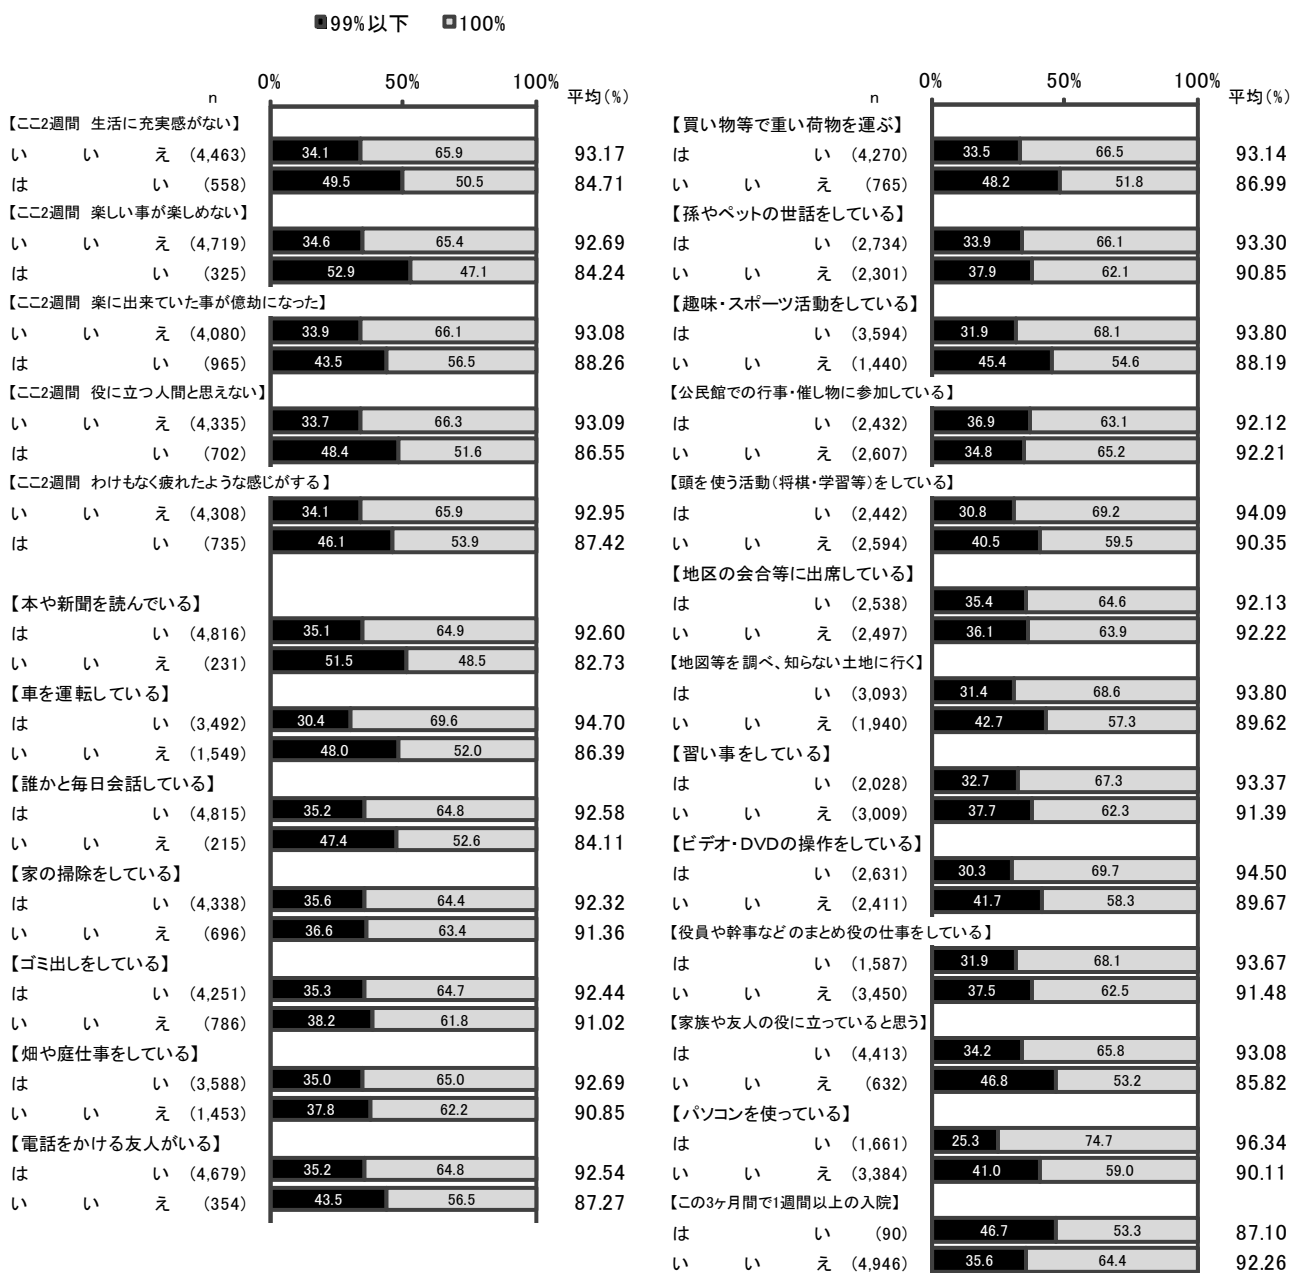 ■99%以下 □100%
0% 50% 100%
n 平均(%)
【ここ2週間 生活に充実感がない】
いいえ (4,463) 34.1 65.9 93.17
はい (558) 49.5 50.5 84.71
【ここ2週間 楽しい事が楽しめない】
いいえ (4,719) 34.6 65.4 92.69
はい (325) 52.9 47.1 84.24
【ここ2週間 楽に出来ていた事が億劫になった】
いいえ (4,080) 33.9 66.1 93.08
はい (965) 43.5 56.5 88.26
【ここ2週間 役に立つ人間と思えない】
いいえ (4,335) 33.7 66.3 93.09
はい (702) 48.4 51.6 86.55
【ここ2週間 わけもなく疲れたような感じがする】
いいえ (4,308) 34.1 65.9 92.95
はい (735) 46.1 53.9 87.42
【本や新聞を読んでいる】
はい (4,816) 35.1 64.9 92.60
いいえ (231) 51.5 48.5 82.73
【車を運転している】
はい (3,492) 30.4 69.6 94.70
いいえ (1,549) 48.0 52.0 86.39
【誰かと毎日会話している】
はい (4,815) 35.2 64.8 92.58
いいえ (215) 47.4 52.6 84.11
【家の掃除をしている】
はい (4,338) 35.6 64.4 92.32
いいえ (696) 36.6 63.4 91.36
【ゴミ出しをしている】
はい (4,251) 35.3 64.7 92.44
いいえ (786) 38.2 61.8 91.02
【畑や庭仕事をしている】
はい (3,588) 35.0 65.0 92.69
いいえ (1,453) 37.8 62.2 90.85
【電話をかける友人がいる】
はい (4,679) 35.2 64.8 92.54
いいえ (354) 43.5 56.5 87.27
0% 50% 100%
n 平均(%)
【買い物等で重い荷物を運ぶ】
はい (4,270) 33.5 66.5 93.14
いいえ (765) 48.2 51.8 86.99
【孫やペットの世話をしている】
はい (2,734) 33.9 66.1 93.30
いいえ (2,301) 37.9 62.1 90.85
【趣味・スポーツ活動をしている】
はい (3,594) 31.9 68.1 93.80
いいえ (1,440) 45.4 54.6 88.19
【公民館での行事・催し物に参加している】
はい (2,432) 36.9 63.1 92.12
いいえ (2,607) 34.8 65.2 92.21
【頭を使う活動(将棋・学習等)をしている】
はい (2,442) 30.8 69.2 94.09
いいえ (2,594) 40.5 59.5 90.35
【地区の会合等に出席している】
はい (2,538) 35.4 64.6 92.13
いいえ (2,497) 36.1 63.9 92.22
【地図等を調べ、知らない土地に行く】
はい (3,093) 31.4 68.6 93.80
いいえ (1,940) 42.7 57.3 89.62
【習い事をしている】
はい (2,028) 32.7 67.3 93.37
いいえ (3,009) 37.7 62.3 91.39
【ビデオ・DVDの操作をしている】
はい (2,631) 30.3 69.7 94.50
いいえ (2,411) 41.7 58.3 89.67
【役員や幹事などのまとめ役の仕事をしている】
はい (1,587) 31.9 68.1 93.67
いいえ (3,450) 37.5 62.5 91.48
【家族や友人の役に立っていると思う】
はい (4,413) 34.2 65.8 93.08
いいえ (632) 46.8 53.2 85.82
【パソコンを使っている】
はい (1,661) 25.3 74.7 96.34
いいえ (3,384) 41.0 59.0 90.11
【この3ヶ月間で1週間以上の入院】
はい (90) 46.7 53.3 87.10
いいえ (4,946) 35.6 64.4 92.26